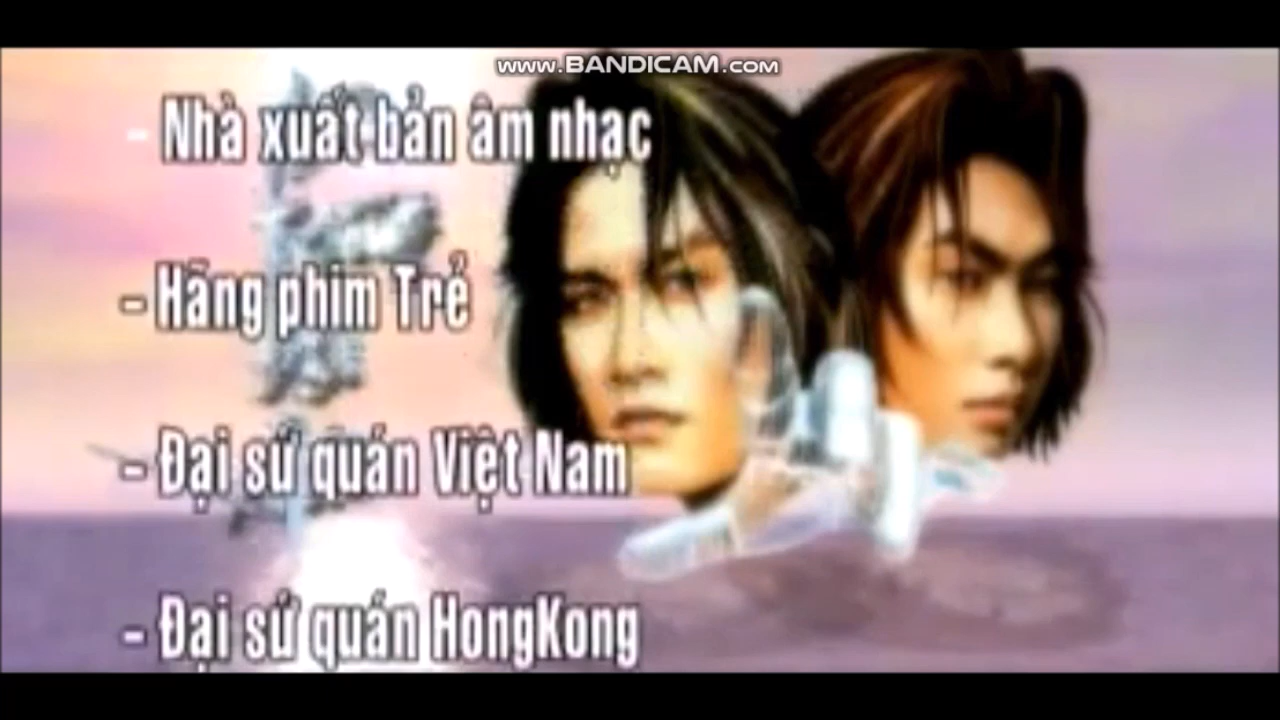 www.BANDICAM.com
- Nhà xuất bản âm nhạc
- Hãng phim Trẻ
- Đại sứ quán Việt Nam
- Đại sứ quán HongKong